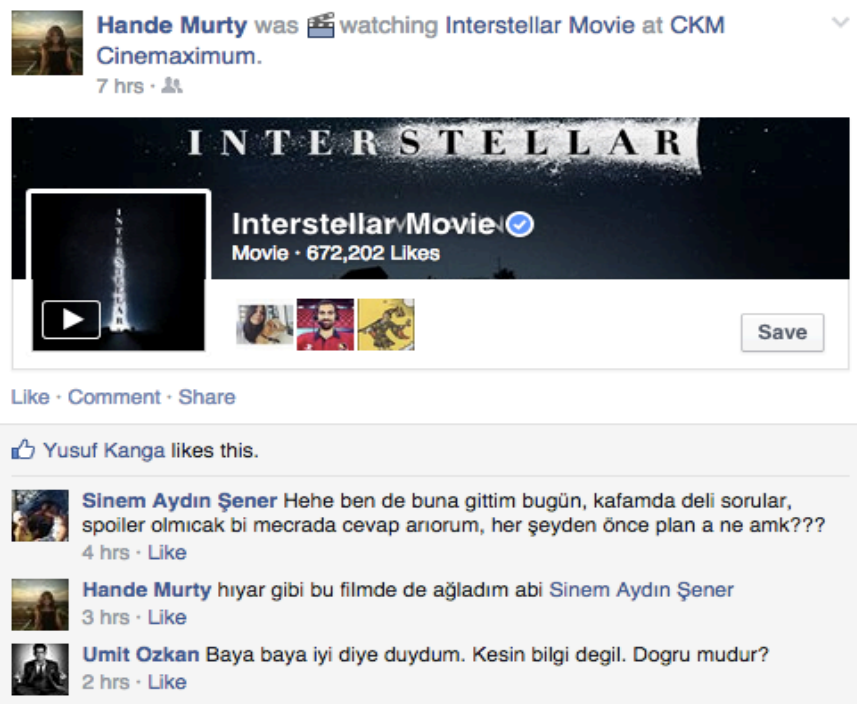 Hande Murty was watching Interstellar Movie at CKM
Cinemaximum.
7 hrs ·
INTERSTELLAR
INTERSTELLAR
Interstellar Movie
Movie · 672,202 Likes
Save
Like · Comment · Share
Yusuf Kanga likes this.
Sinem Aydın Şener Hehe ben de buna gittim bugün, kafamda deli sorular,
spoiler olmıcak bi mecrada cevap arıorum, her şeyden önce plan a ne amk???
4 hrs · Like
Hande Murty hıyar gibi bu filmde de ağladım abi Sinem Aydın Şener
3 hrs · Like
Umit Ozkan Baya baya iyi diye duydum. Kesin bilgi degil. Dogru mudur?
2 hrs · Like